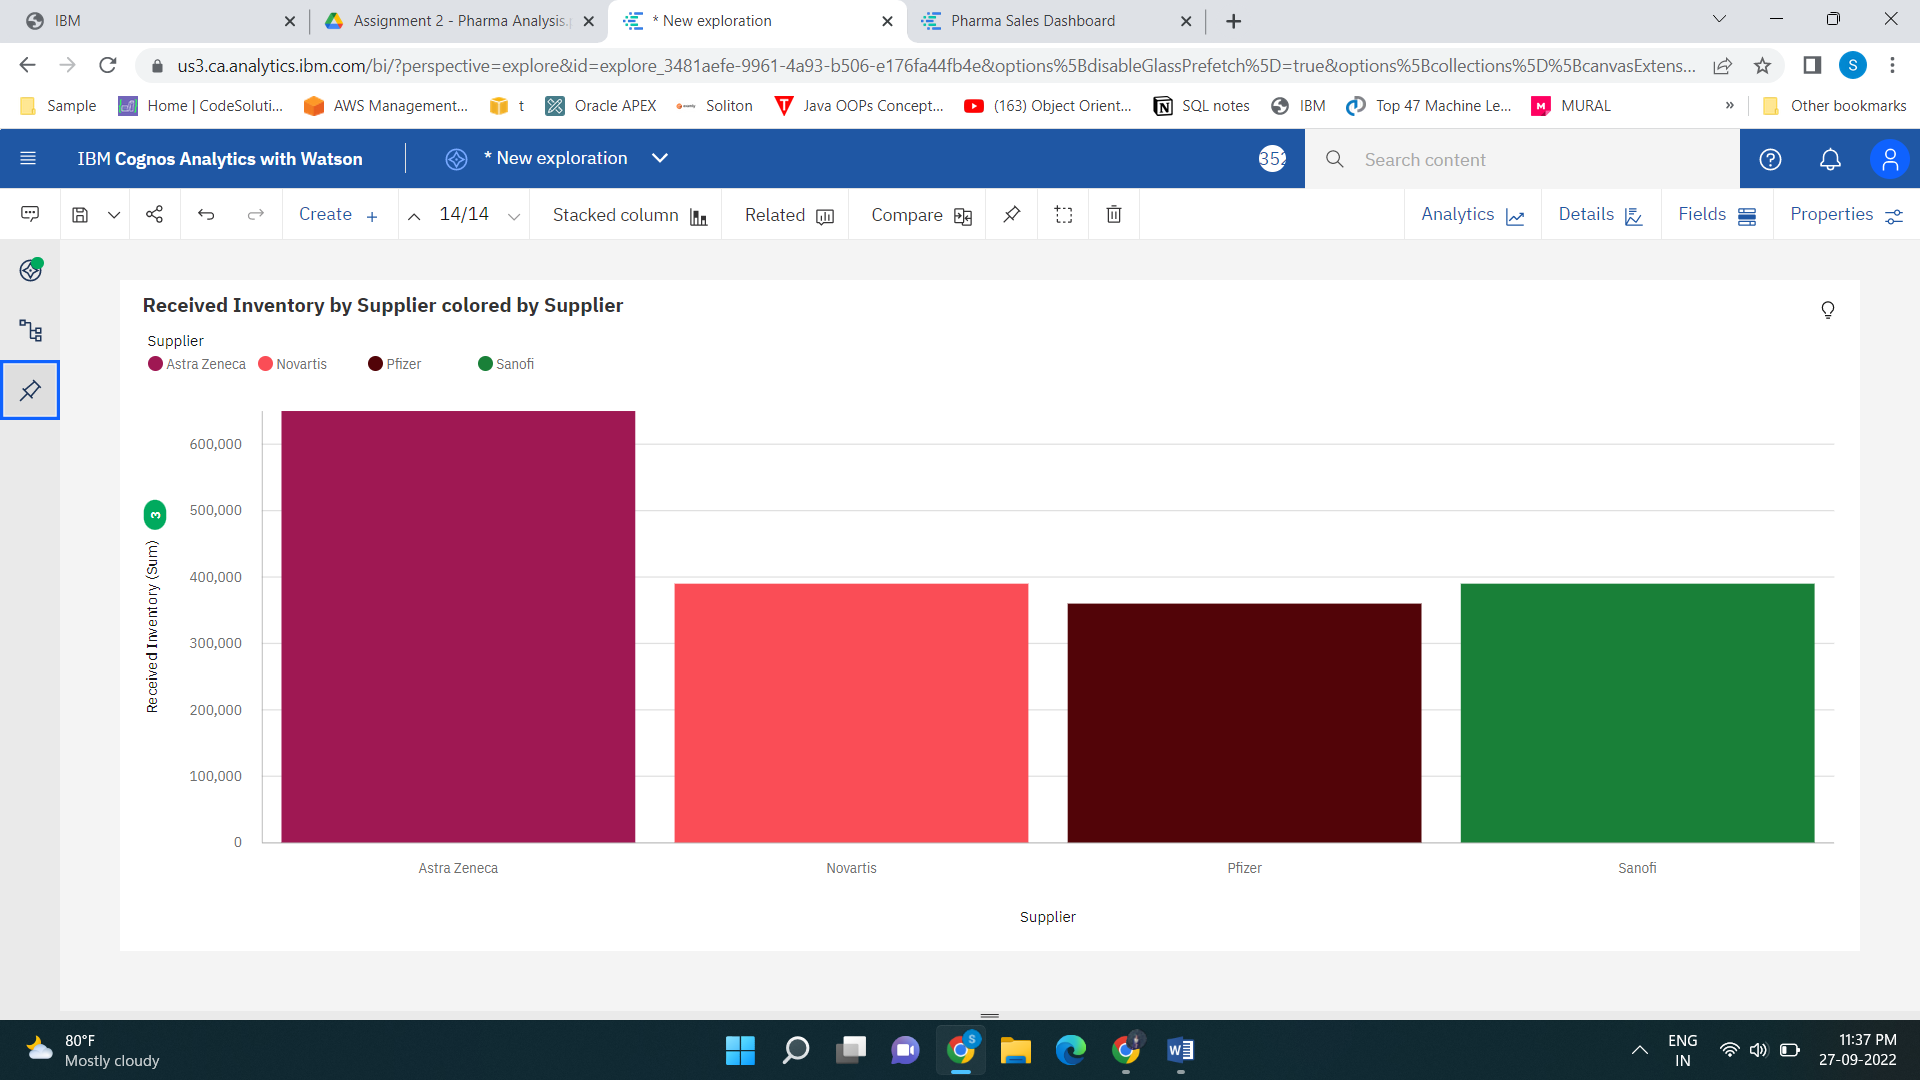 IBM
Assignment 2 - Pharma Analysis.
* New exploration
Pharma Sales Dashboard
us3.ca.analytics.ibm.com/bi/?perspective=explore&id=explore_3481aefe-9961-4a93-b506-e176fa44fb4e&options%5BdisableGlassPrefetch%5D=true&options%5Bcollections%5D%5BcanvasExtens...
S
Sample
Home | CodeSoluti...
AWS Management...
t
Oracle APEX
Soliton
Java OOPs Concept...
(163) Object Orient...
SQL notes
IBM
Top 47 Machine Le...
MURAL
»
Other bookmarks
IBM Cognos Analytics with Watson
* New exploration
352
Search content
Create +
14/14
Stacked column
Related
Compare
Analytics
Details
Fields
Properties
Received Inventory by Supplier colored by Supplier
Supplier
Astra Zeneca
Novartis
Pfizer
Sanofi
3
Received Inventory (Sum)
600,000
500,000
400,000
300,000
200,000
100,000
0
Astra Zeneca
Novartis
Pfizer
Sanofi
Supplier
80°F
Mostly cloudy
S
W
ENG
IN
11:37 PM
27-09-2022